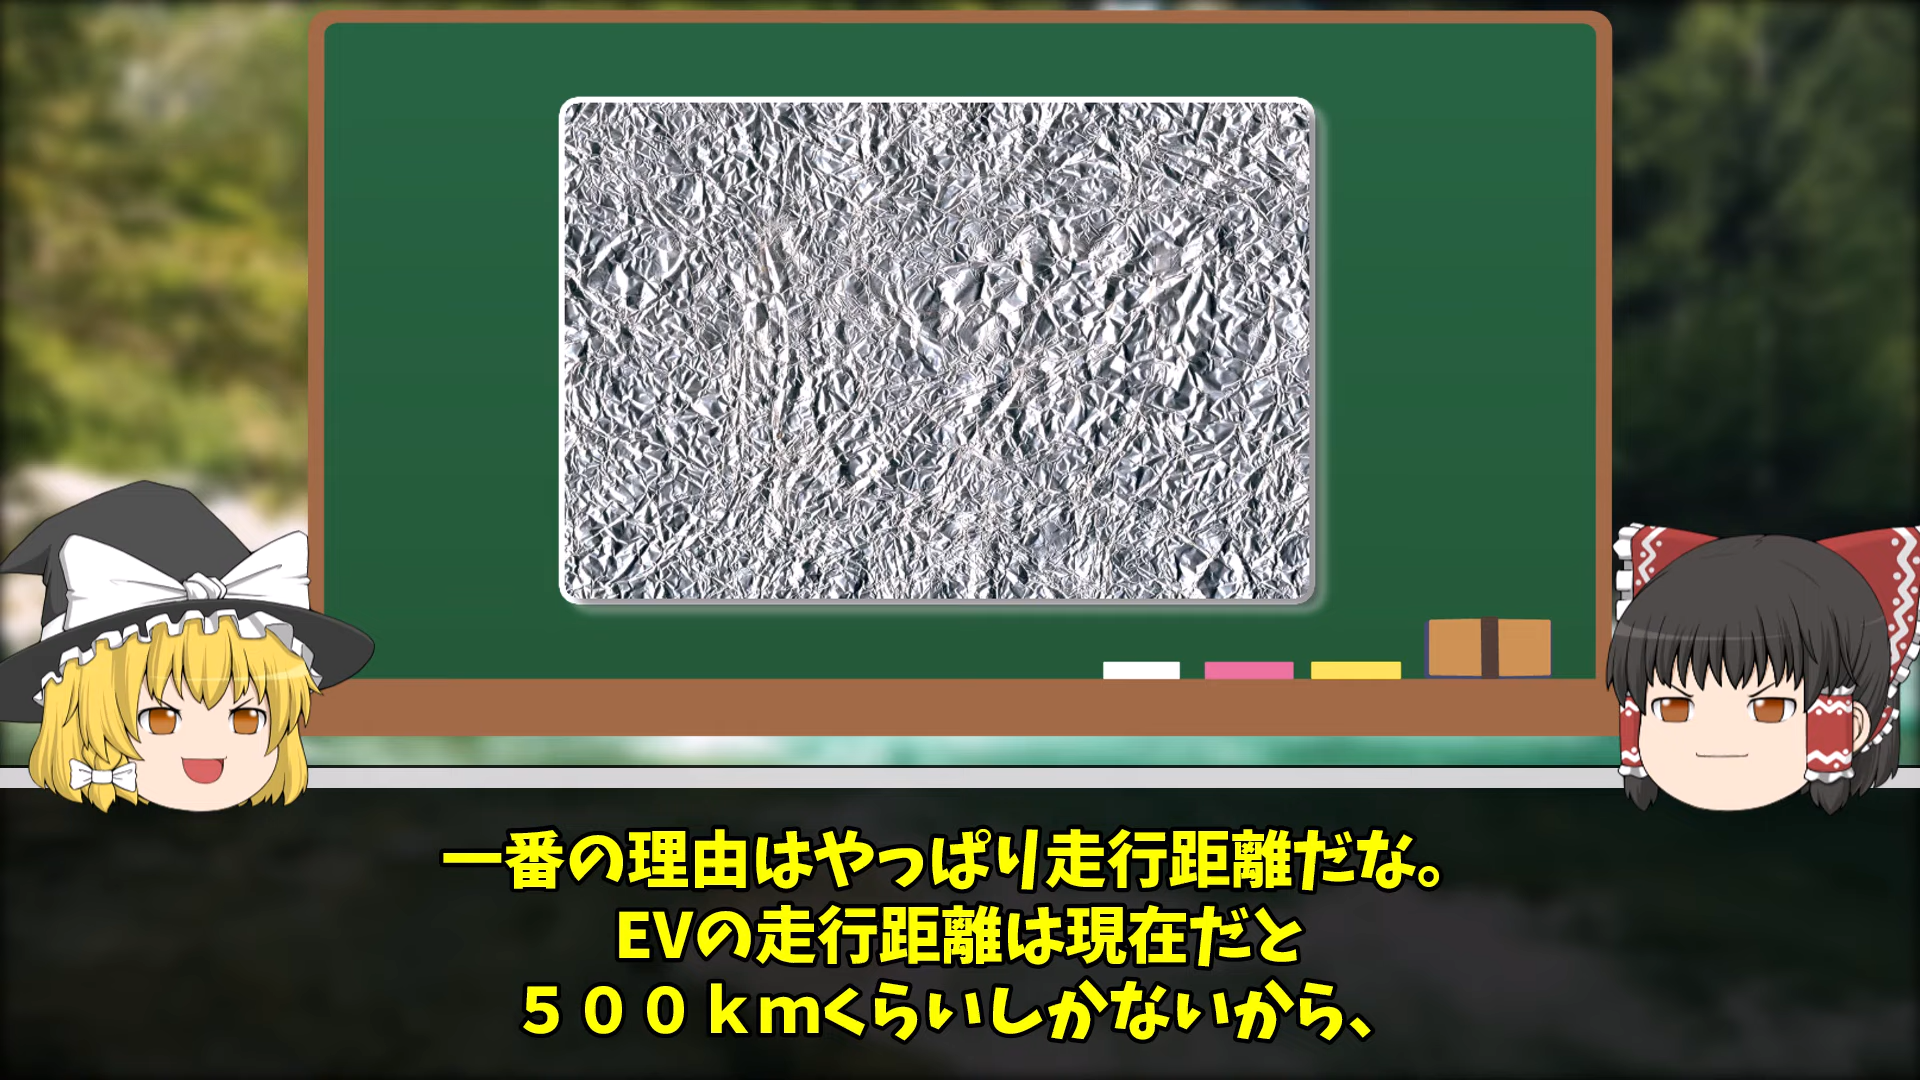 一番の理由はやっぱり走行距離だな。
EVの走行距離は現在だと
５００ｋｍくらいしかないから、